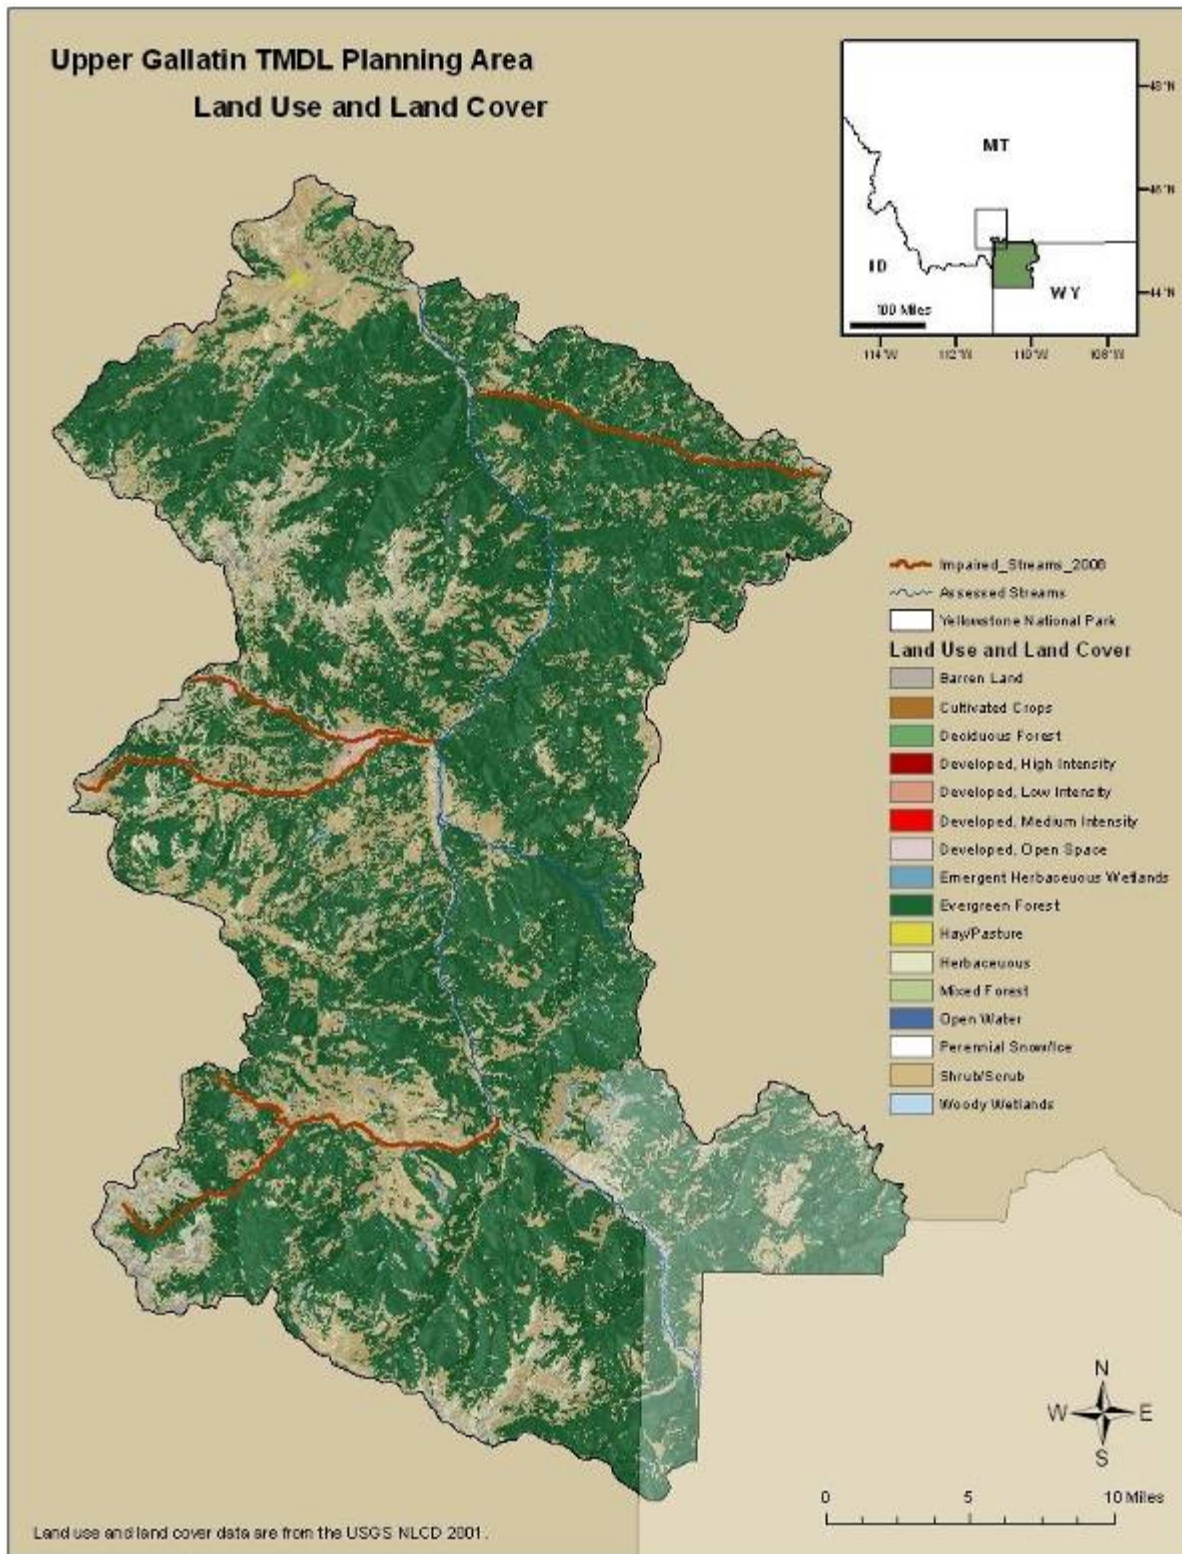 Upper Gallatin TMDL Planning Area
Land Use and Land Cover
MT
ID
WY
100 Miles
48°N
46°N
44°N
114°W
112°W
110°W
108°W
Impaired_Streams_2006
Assessed Streams
Yellowstone National Park
Land Use and Land Cover
Barren Land
Cultivated Crops
Deciduous Forest
Developed, High Intensity
Developed, Low Intensity
Developed, Medium Intensity
Developed, Open Space
Emergent Herbaceuous Wetlands
Evergreen Forest
Hay/Pasture
Herbaceuous
Mixed Forest
Open Water
Perennial Snow/Ice
Shrub/Scrub
Woody Wetlands
N
W E
S
0 5 10 Miles
Land use and land cover data are from the USGS NLCD 2001.